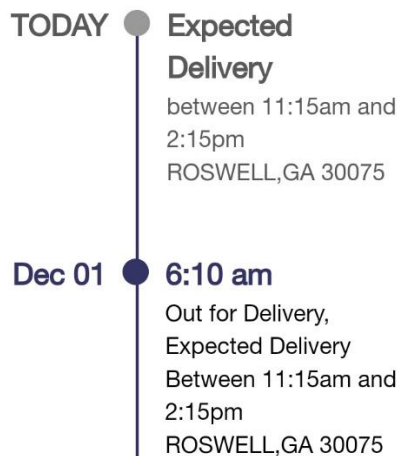 TODAY Expected
Delivery
between 11:15am and
2:15pm
ROSWELL,GA 30075
Dec 01 6:10 am
Out for Delivery,
Expected Delivery
Between 11:15am and
2:15pm
ROSWELL,GA 30075